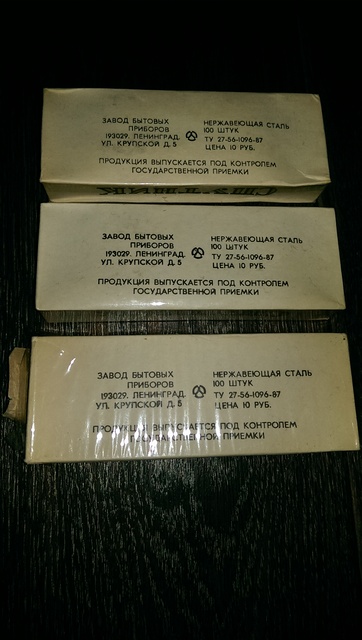 ЗАВОД БЫТОВЫХ
ПРИБОРОВ
193029. ЛЕНИНГРАД.
УЛ. КРУПСКОЙ Д. 5
НЕРЖАВЕЮЩАЯ СТАЛЬ
100 ШТУК
ТУ 27-56-1096-87
ЦЕНА 10 РУБ.
ПРОДУКЦИЯ ВЫПУСКАЕТСЯ ПОД КОНТРОЛЕМ
ГОСУДАРСТВЕННОЙ ПРИЕМКИ
СПУТНИК
ЗАВОД БЫТОВЫХ
ПРИБОРОВ
193029. ЛЕНИНГРАД.
УЛ. КРУПСКОЙ Д. 5
НЕРЖАВЕЮЩАЯ СТАЛЬ
100 ШТУК
ТУ 27-56-1096-87
ЦЕНА 10 РУБ.
ПРОДУКЦИЯ ВЫПУСКАЕТСЯ ПОД КОНТРОЛЕМ
ГОСУДАРСТВЕННОЙ ПРИЕМКИ
ЗАВОД БЫТОВЫХ
ПРИБОРОВ
193029. ЛЕНИНГРАД.
УЛ. КРУПСКОЙ Д. 5
НЕРЖАВЕЮЩАЯ СТАЛЬ
100 ШТУК
ТУ 27-56-1096-87
ЦЕНА 10 РУБ.
ПРОДУКЦИЯ ВЫПУСКАЕТСЯ ПОД КОНТРОЛЕМ
ГОСУДАРСТВЕННОЙ ПРИЕМКИ